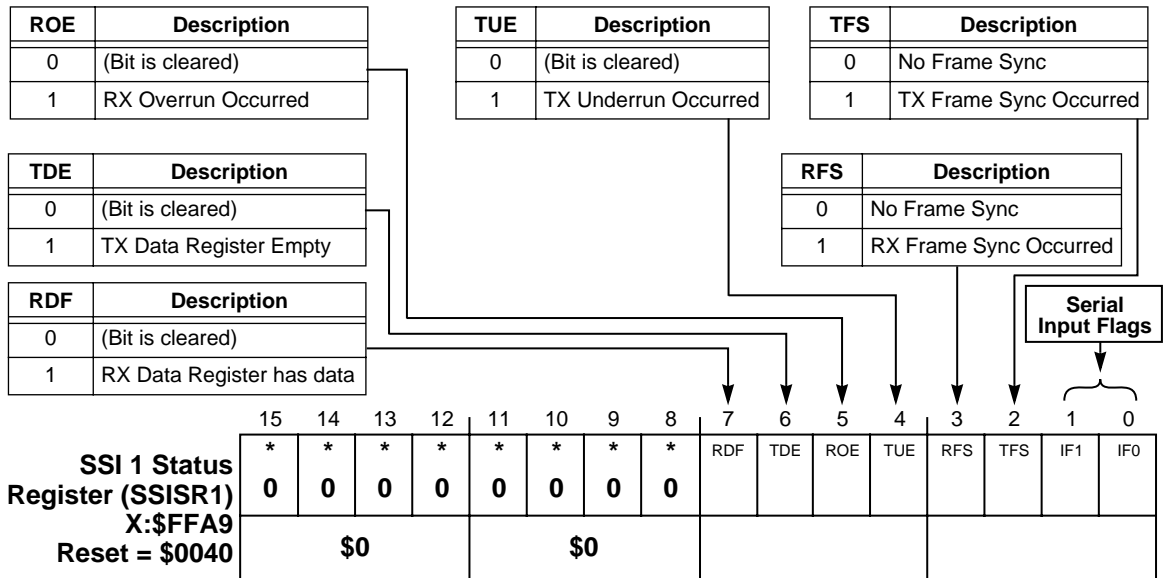 ROE Description
0 (Bit is cleared)
1 RX Overrun Occurred
TUE Description
0 (Bit is cleared)
1 TX Underrun Occurred
TFS Description
0 No Frame Sync
1 TX Frame Sync Occurred
TDE Description
0 (Bit is cleared)
1 TX Data Register Empty
RFS Description
0 No Frame Sync
1 RX Frame Sync Occurred
RDF Description
0 (Bit is cleared)
1 RX Data Register has data
Serial
Input Flags
15 14 13 12 11 10 9 8 7 6 5 4 3 2 1 0
* * * * * * * * RDF TDE ROE TUE RFS TFS IF1 IF0
0 0 0 0 0 0 0 0
SSI 1 Status
Register (SSISR1)
X:$FFA9
Reset = $0040
$0 $0